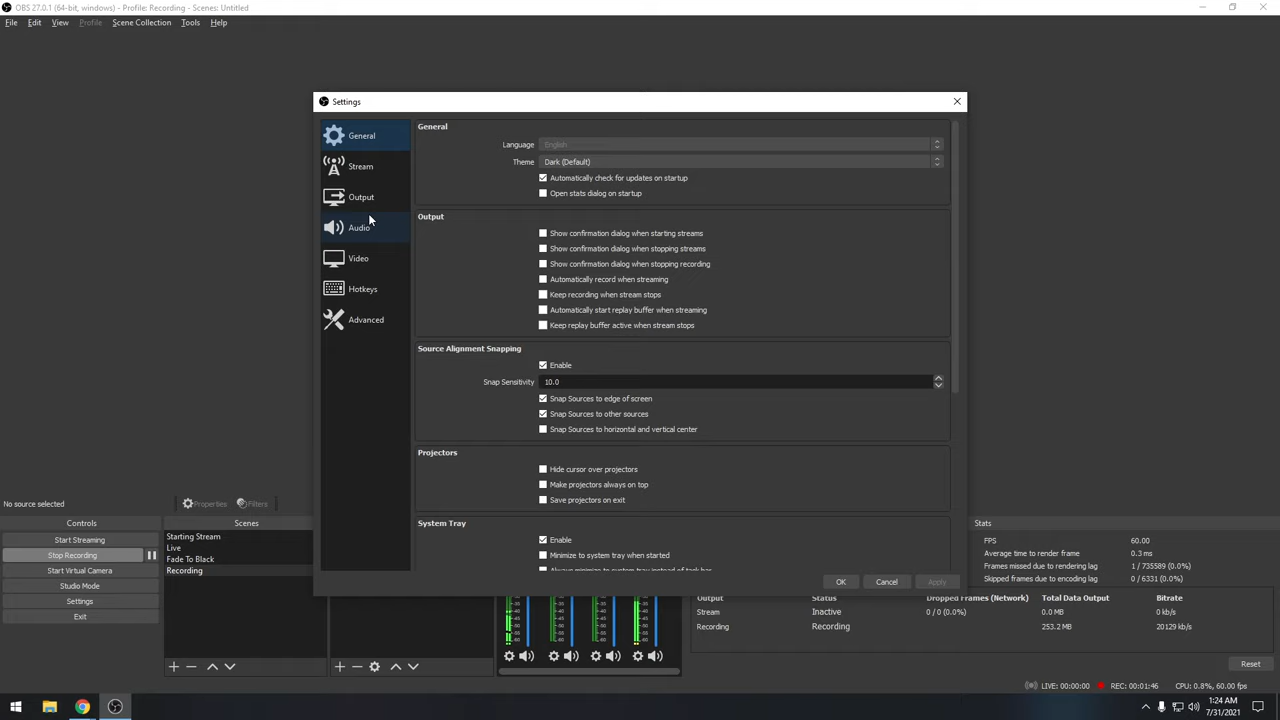 OBS 27.0.1 (64-bit, windows) - Profile: Recording - Scenes: Untitled
File Edit View Profile Scene Collection Tools Help
Settings
General
Stream
Output
Audio
Video
Hotkeys
Advanced
General
Language English
Theme Dark (Default)
Automatically check for updates on startup
Open stats dialog on startup
Output
Show confirmation dialog when starting streams
Show confirmation dialog when stopping streams
Show confirmation dialog when stopping recording
Automatically record when streaming
Keep recording when stream stops
Automatically start replay buffer when streaming
Keep replay buffer active when stream stops
Source Alignment Snapping
Enable
Snap Sensitivity 10.0
Snap Sources to edge of screen
Snap Sources to other sources
Snap Sources to horizontal and vertical center
Projectors
Hide cursor over projectors
Make projectors always on top
Save projectors on exit
System Tray
Enable
Minimize to system tray when started
Always minimize to system tray instead of task bar
OK Cancel Apply
No source selected Properties Filters
Controls
Start Streaming
Stop Recording
Start Virtual Camera
Studio Mode
Settings
Exit
Scenes
Starting Stream
Live
Fade To Black
Recording
Stats
FPS 60.00
Average time to render frame 0.3 ms
Frames missed due to rendering lag 1 / 735589 (0.0%)
Skipped frames due to encoding lag 0 / 6331 (0.0%)
Output Status Dropped Frames (Network) Total Data Output Bitrate
Stream Inactive 0 / 0 (0.0%) 0.0 MB 0 kb/s
Recording Recording 253.2 MB 20129 kb/s
Reset
LIVE: 00:00:00 REC: 00:01:46 CPU: 0.8%, 60.00 fps
1:24 AM
7/31/2021